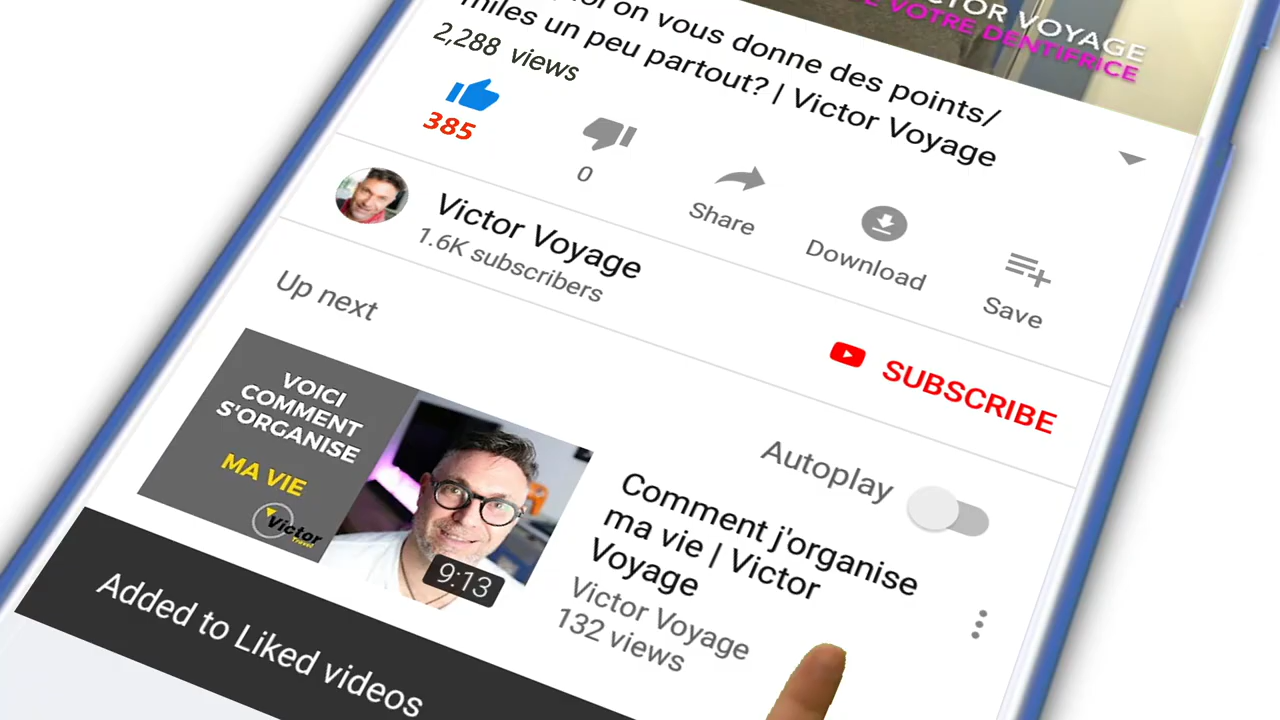 CTOR VOYAGE
VOTRE DENTIFRICE
on vous donne des points/
miles un peu partout? | Victor Voyage
2,288 views
385
0
Share
Download
Save
Victor Voyage
1.6K subscribers
SUBSCRIBE
Up next
Autoplay
VOICI
COMMENT
S'ORGANISE
MA VIE
Victor
Travel
9:13
Comment j'organise
ma vie | Victor
Voyage
Victor Voyage
132 views
Added to Liked videos